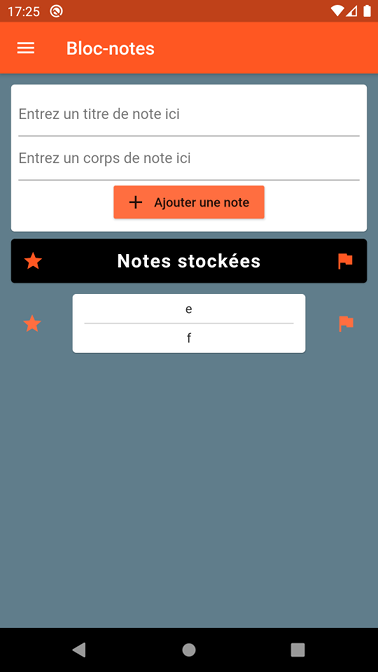 17:25
Bloc-notes
Entrez un titre de note ici
Entrez un corps de note ici
Ajouter une note
Notes stockées
e
f